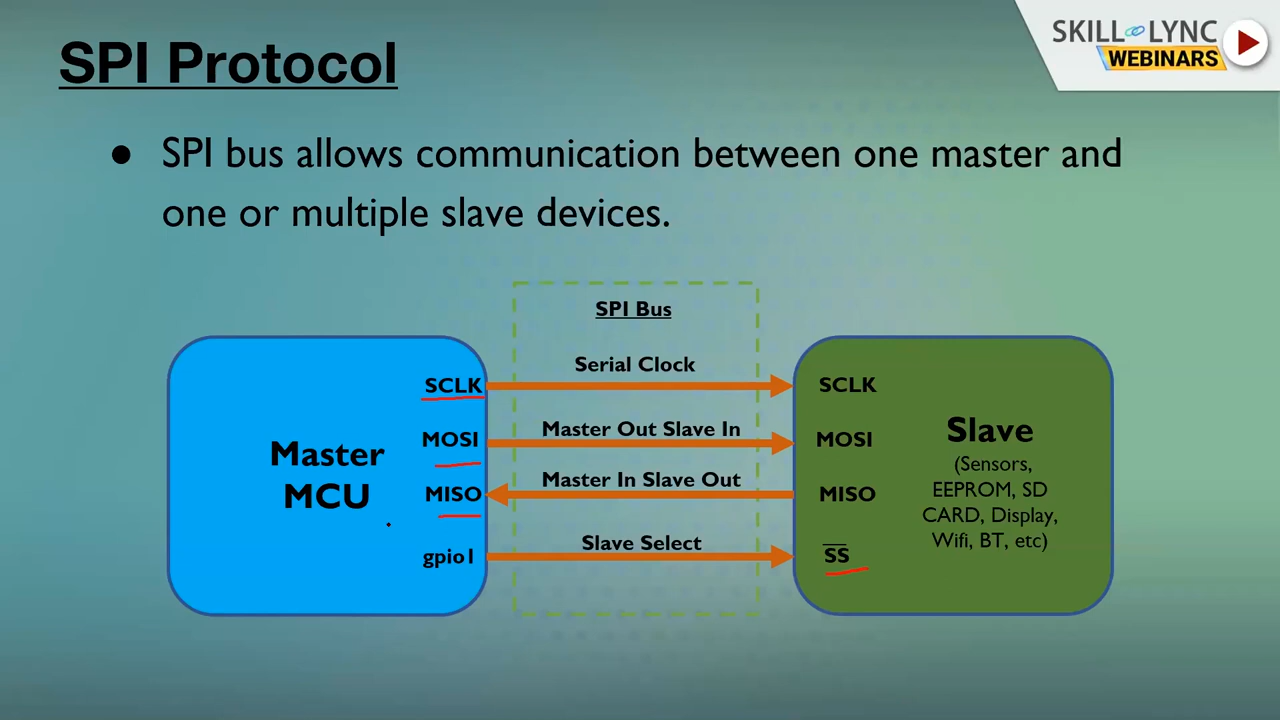 SPI Protocol
SKILL LYNC
WEBINARS
● SPI bus allows communication between one master and
one or multiple slave devices.
SPI Bus
Serial Clock
SCLK
SCLK
Master Out Slave In
MOSI
MOSI
Master In Slave Out
MISO
MISO
Slave Select
gpio1
SS
Master
MCU
Slave
(Sensors,
EEPROM, SD
CARD, Display,
Wifi, BT, etc)